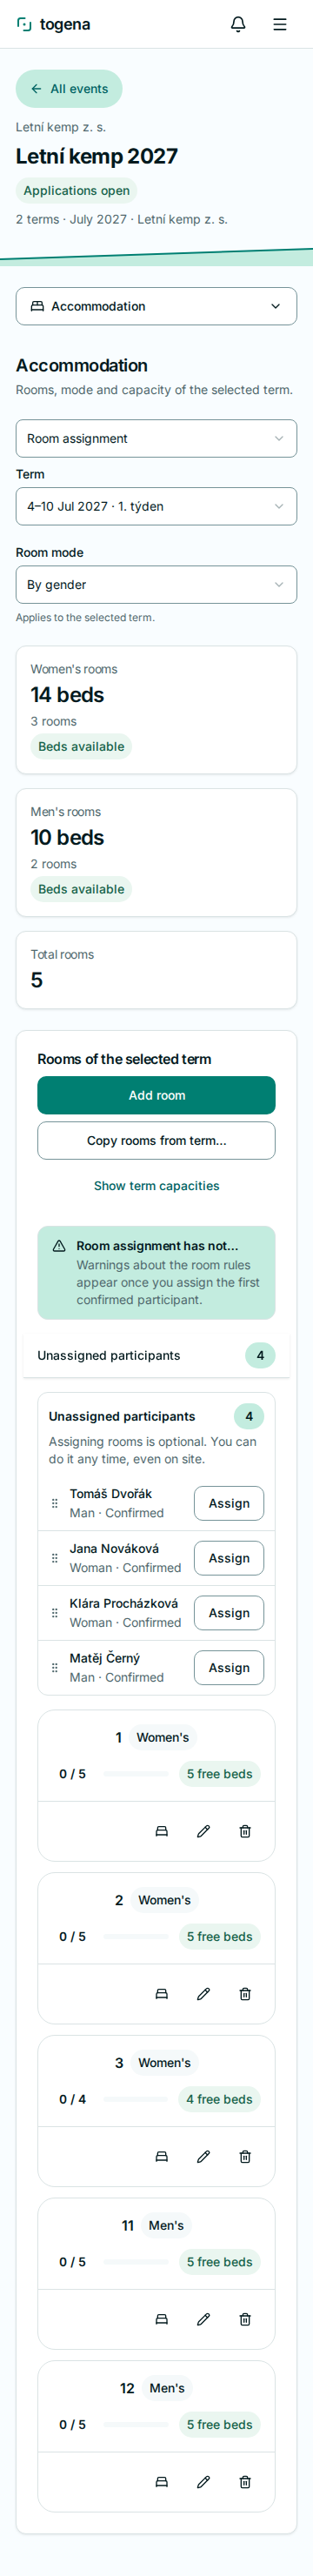 togena
All events
Letní kemp z. s.
Letní kemp 2027
Applications open
2 terms · July 2027 · Letní kemp z. s.
Accommodation
Accommodation
Rooms, mode and capacity of the selected term.
Room assignment
Term
4–10 Jul 2027 · 1. týden
Room mode
By gender
Applies to the selected term.
Women's rooms
14 beds
3 rooms
Beds available
Men's rooms
10 beds
2 rooms
Beds available
Total rooms
5
Rooms of the selected term
Add room
Copy rooms from term...
Show term capacities
Room assignment has not...
Warnings about the room rules
appear once you assign the first
confirmed participant.
Unassigned participants 4
Unassigned participants 4
Assigning rooms is optional. You can
do it any time, even on site.
Tomáš Dvořák
Man · Confirmed
Assign
Jana Nováková
Woman · Confirmed
Assign
Klára Procházková
Woman · Confirmed
Assign
Matěj Černý
Man · Confirmed
Assign
1 Women's
0 / 5 5 free beds
2 Women's
0 / 5 5 free beds
3 Women's
0 / 4 4 free beds
11 Men's
0 / 5 5 free beds
12 Men's
0 / 5 5 free beds